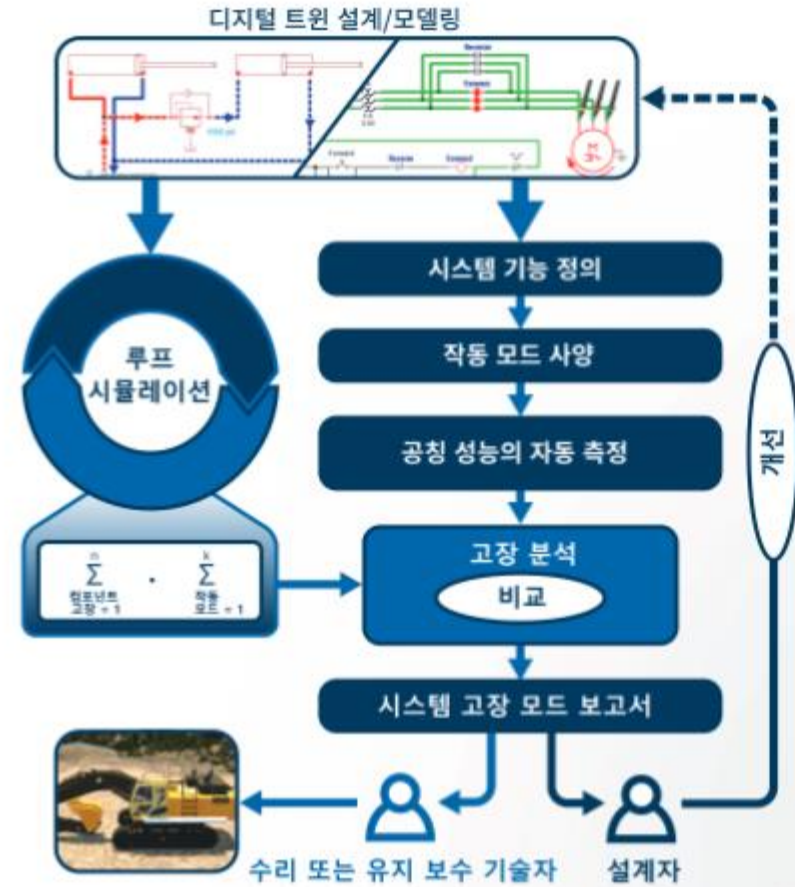 디지털 트윈 설계/모델링
Reverse
Forward
Forward
Reverse
시스템 기능 정의
루프
시뮬레이션
작동 모드 사양
공칭 성능의 자동 측정
개선
고장 분석
비교
n
Σ
컴포넌트
고장 = 1
·
k
Σ
작동
모드 = 1
시스템 고장 모드 보고서
수리 또는 유지 보수 기술자
설계자